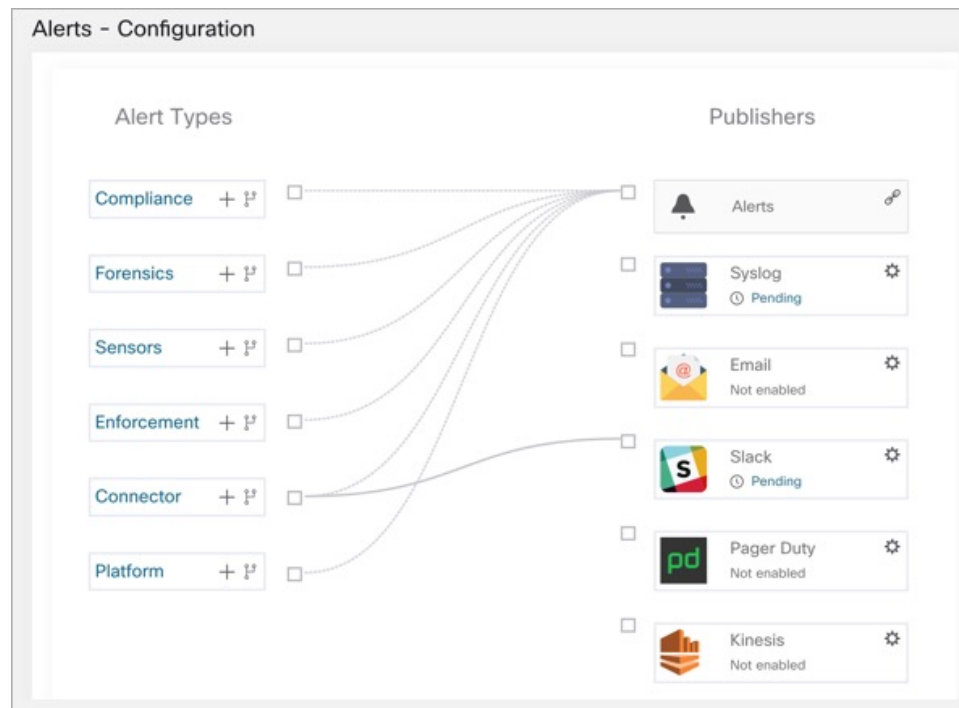 Alerts - Configuration
Alert Types
Publishers
Compliance
Forensics
Sensors
Enforcement
Connector
Platform
Alerts
Syslog
Pending
@
Email
Not enabled
S
Slack
Pending
pd
Pager Duty
Not enabled
Kinesis
Not enabled